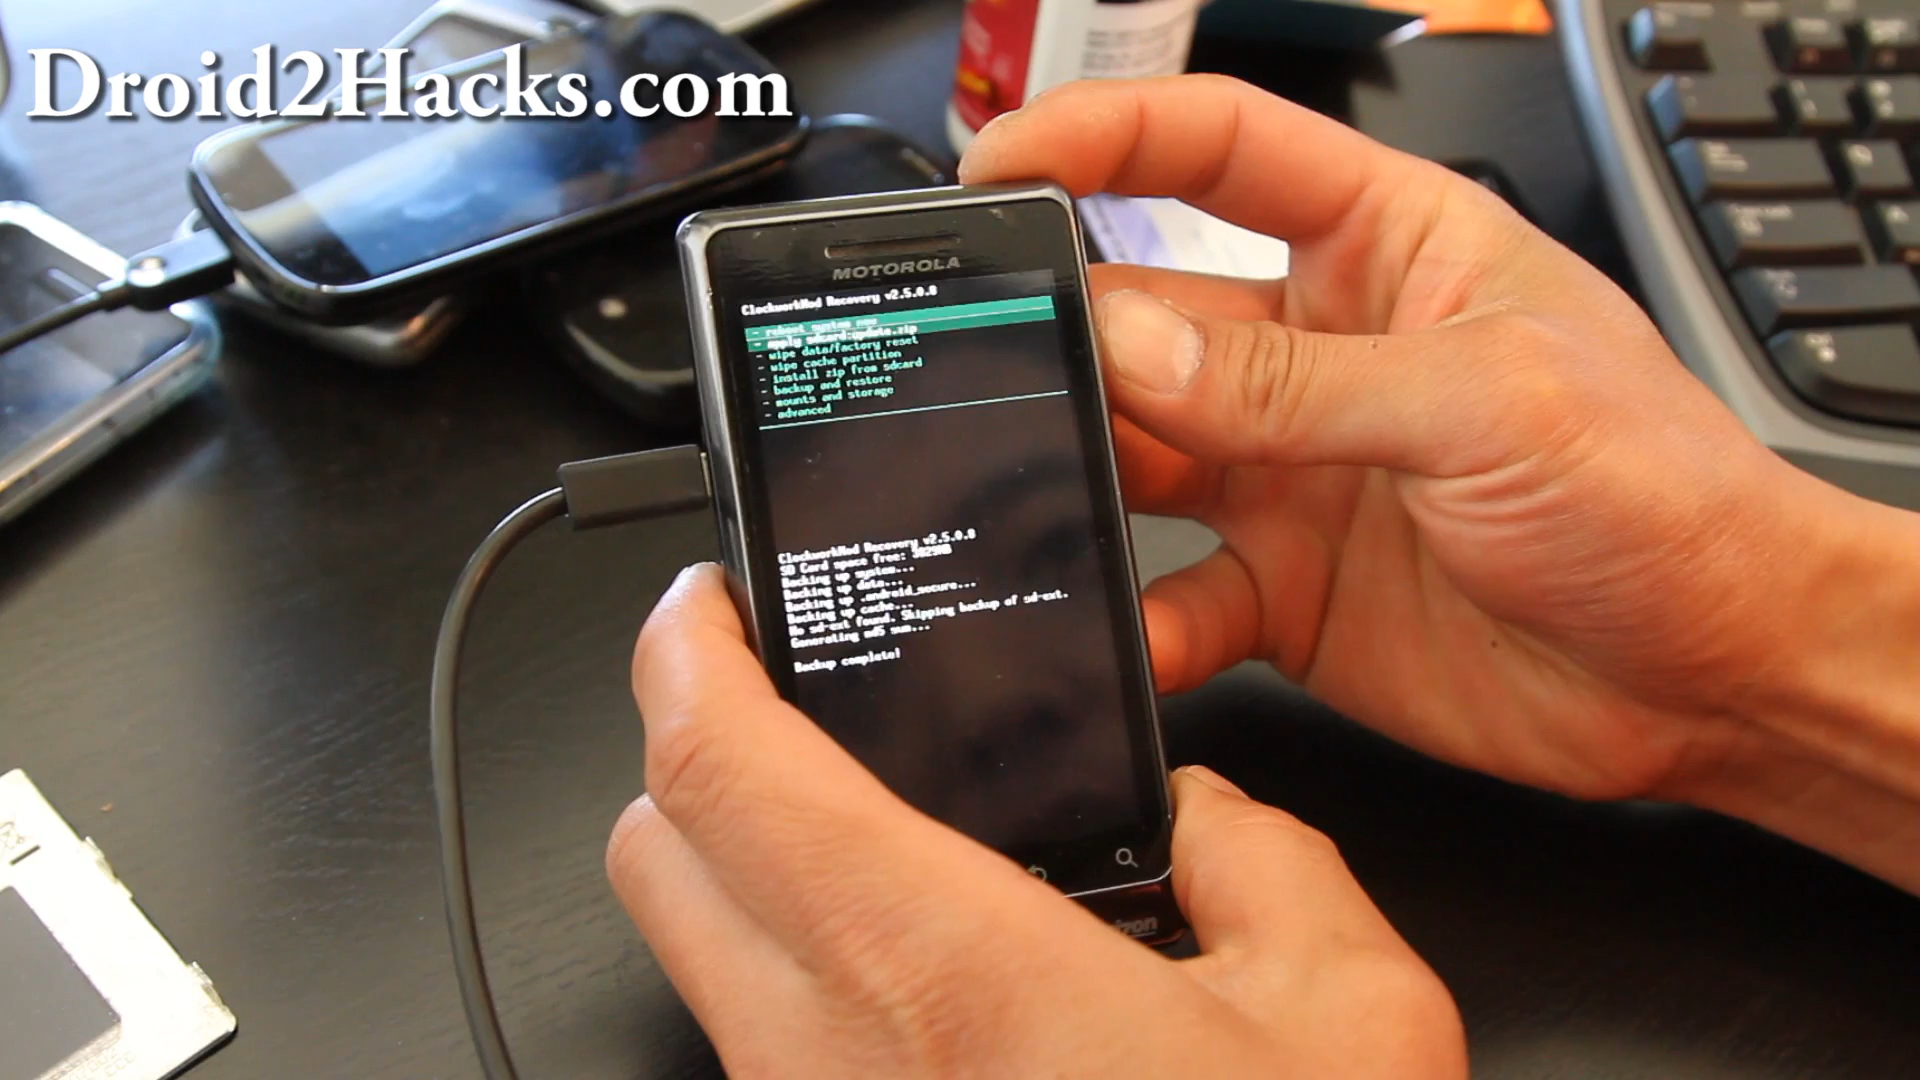 Droid2Hacks.com
MOTOROLA
ClockworkMod Recovery v2.5.0.8
- reboot system now
- apply sdcard:update.zip
- wipe data/factory reset
- wipe cache partition
- install zip from sdcard
- backup and restore
- mounts and storage
- advanced
ClockworkMod Recovery v2.5.0.8
SD Card space free: 3829MB
Backing up system...
Backing up data...
Backing up .android_secure...
Backing up cache...
No sd-ext found. Skipping backup of sd-ext.
Generating md5 sum...
Backup complete!